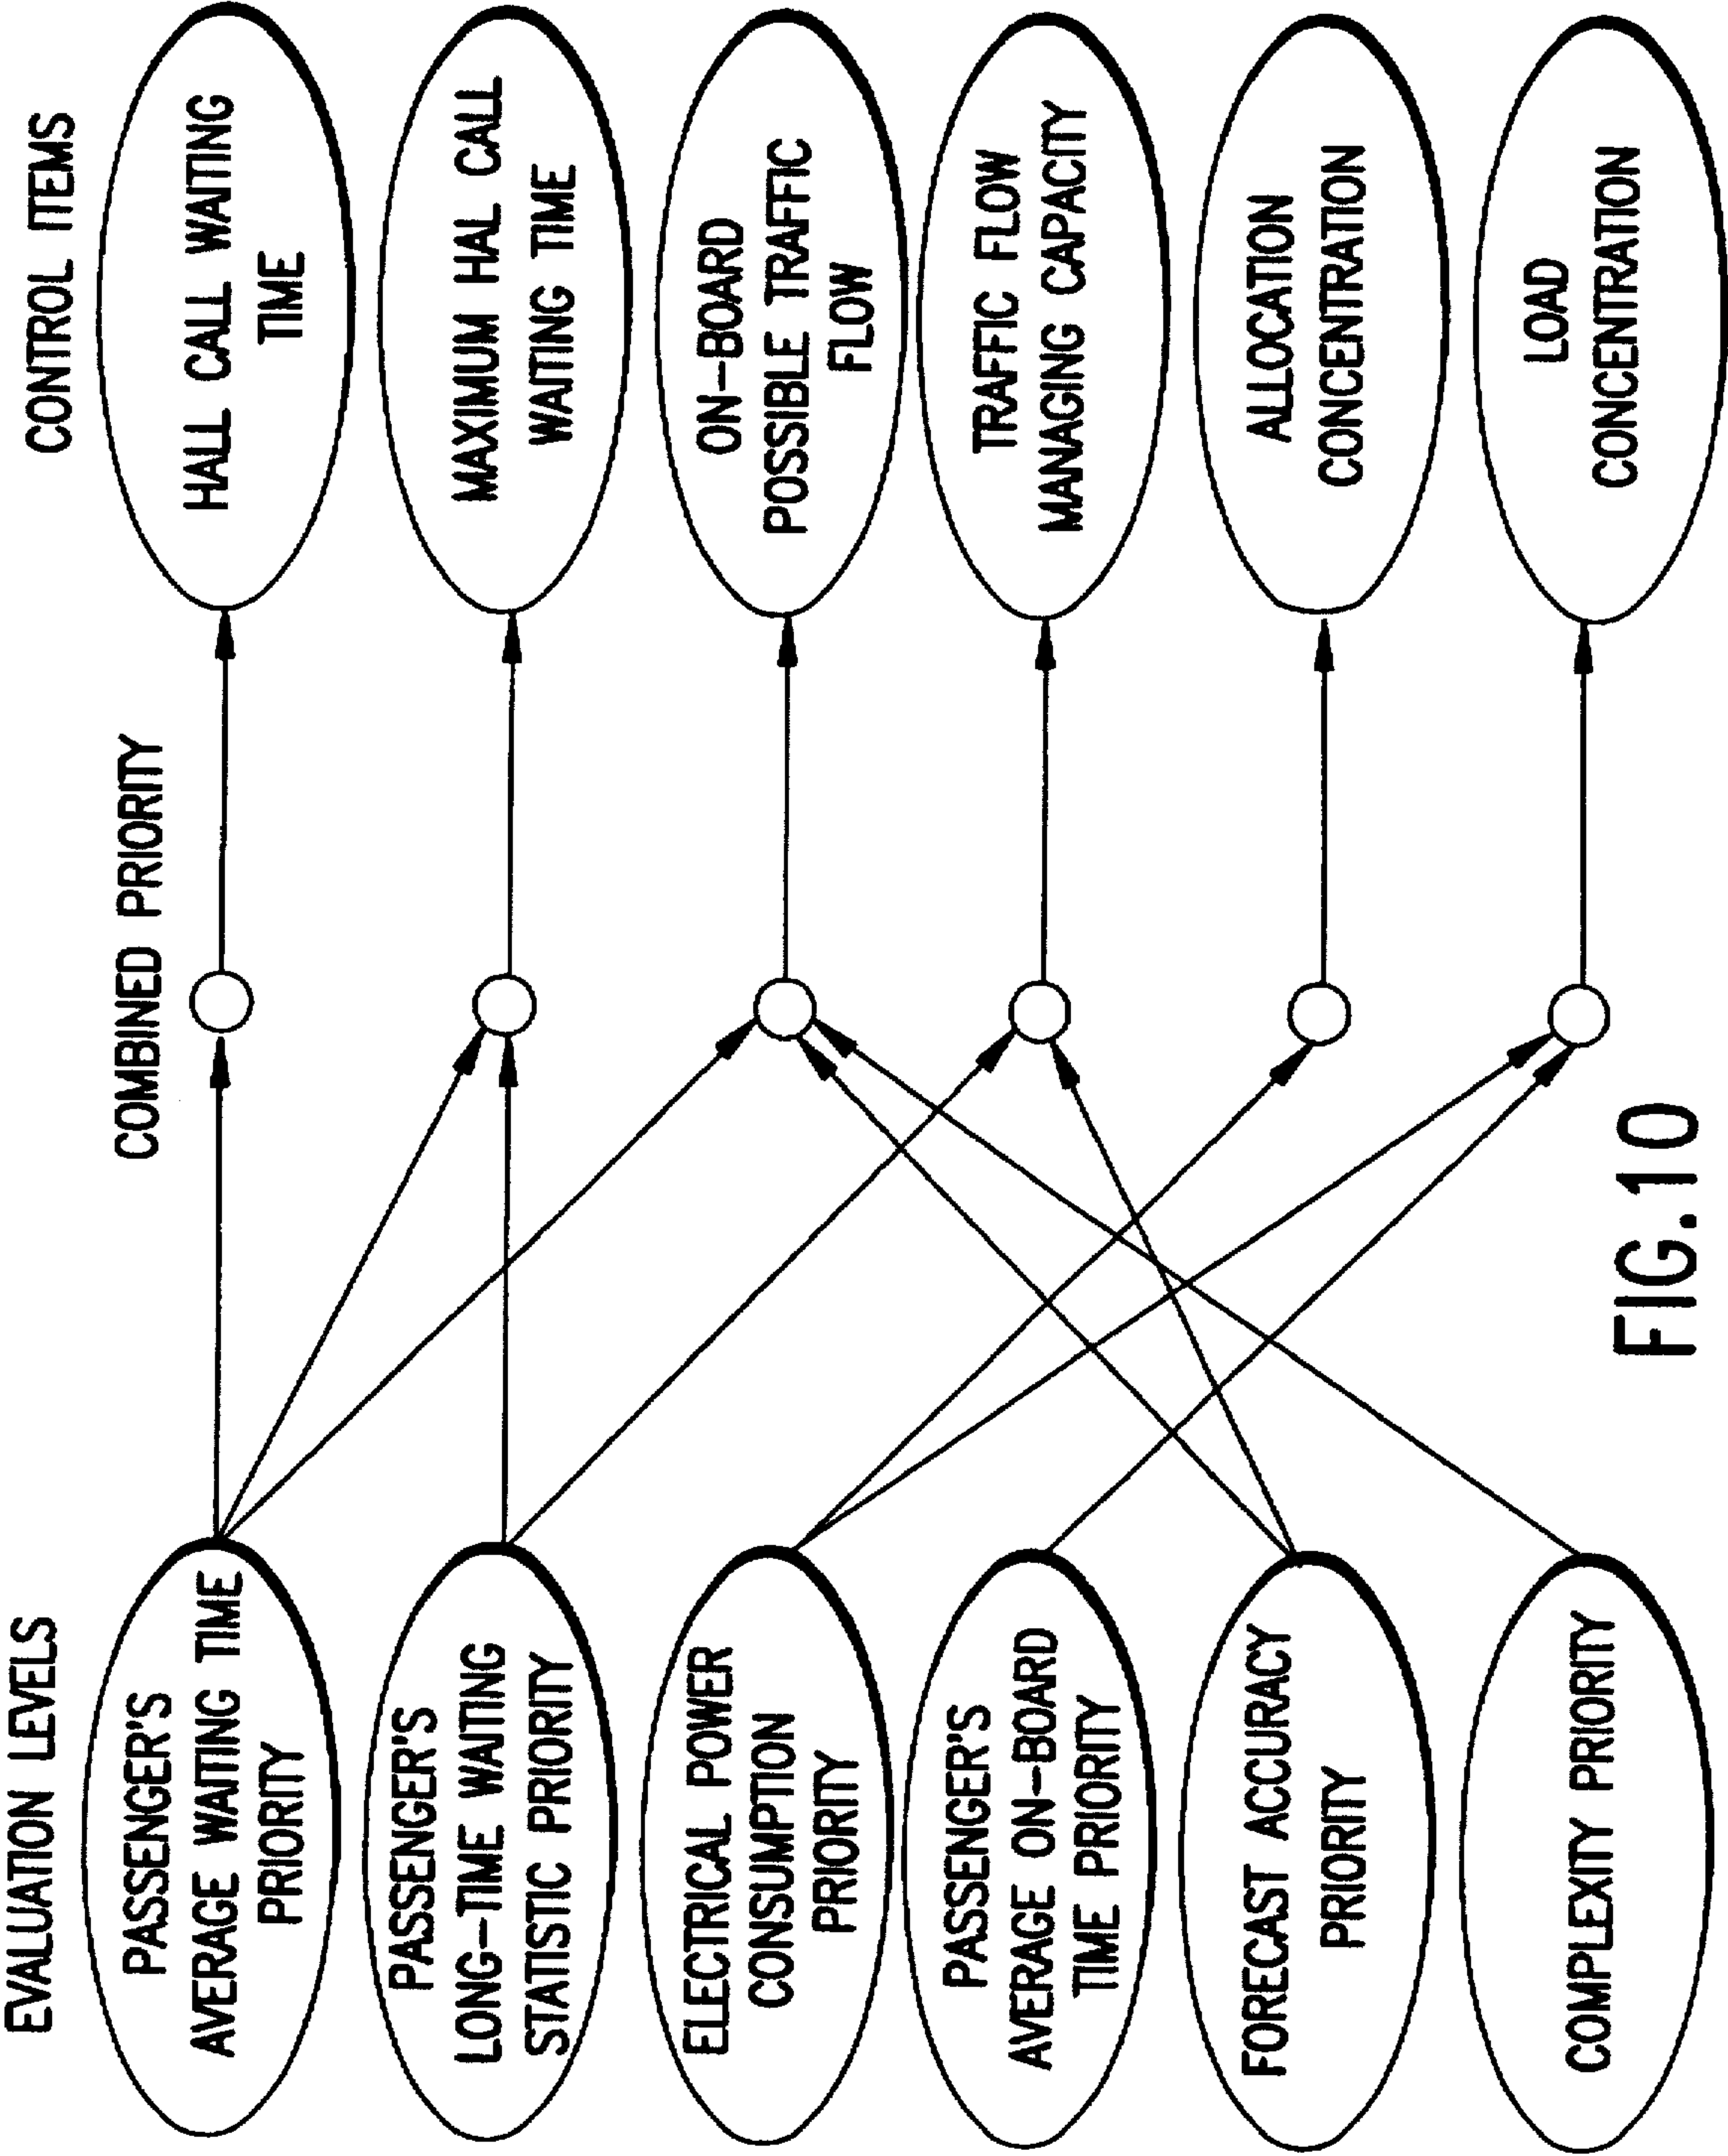 EVALUATION LEVELS
COMBINED PRIORITY
CONTROL ITEMS
PASSENGER'S
AVERAGE WAITING TIME
PRIORITY
HALL CALL WAITING
TIME
PASSENGER'S
LONG-TIME WAITING
STATISTIC PRIORITY
MAXIMUM HAL CALL
WAITING TIME
ELECTRICAL POWER
CONSUMPTION
PRIORITY
ON-BOARD
POSSIBLE TRAFFIC
FLOW
PASSENGER'S
AVERAGE ON-BOARD
TIME PRIORITY
TRAFFIC FLOW
MANAGING CAPACITY
FORECAST ACCURACY
PRIORITY
ALLOCATION
CONCENTRATION
COMPLEXITY PRIORITY
LOAD
CONCENTRATION
FIG.10